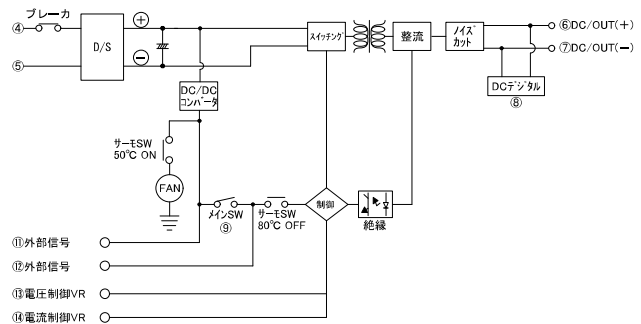 ブレーカ
④
⑤
D/S
+
−
スイッチング
整流
ノイズ
カット
⑥DC/OUT(+)
⑦DC/OUT(−)
DCデジタル
⑧
DC/DC
コンバータ
サーモSW
50℃ ON
FAN
メインSW
⑨
サーモSW
80℃ OFF
制御
絶縁
⑪外部信号
⑫外部信号
⑬電圧制御VR
⑭電流制御VR